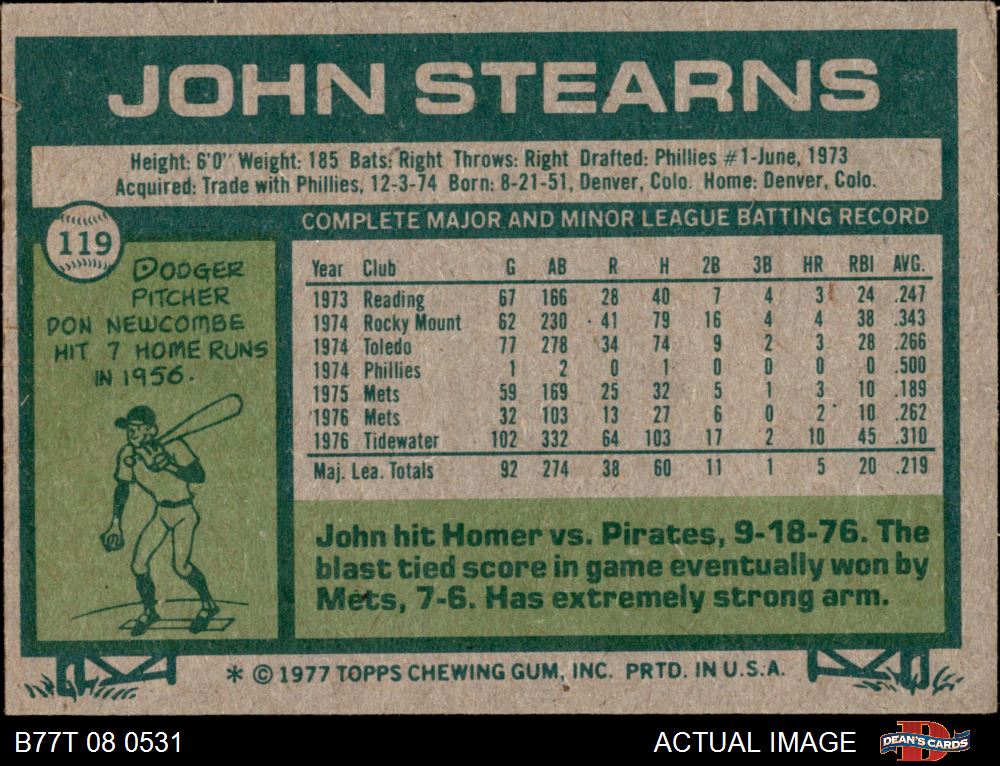 JOHN STEARNS
Height: 6'0" Weight: 185 Bats: Right Throws: Right Drafted: Phillies #1-June, 1973
Acquired: Trade with Phillies, 12-3-74 Born: 8-21-51, Denver, Colo. Home: Denver, Colo.
119
DODGER
PITCHER
DON NEWCOMBE
HIT 7 HOME RUNS
IN 1956.
COMPLETE MAJOR AND MINOR LEAGUE BATTING RECORD
Year Club G AB R H 2B 3B HR RBI AVG.
1973 Reading 67 166 28 40 7 4 3 24 .247
1974 Rocky Mount 62 230 41 79 16 4 4 38 .343
1974 Toledo 77 278 34 74 9 2 3 28 .266
1974 Phillies 1 2 0 1 0 0 0 0 .500
1975 Mets 59 169 25 32 5 1 3 10 .189
1976 Mets 32 103 13 27 6 0 2 10 .262
1976 Tidewater 102 332 64 103 17 2 10 45 .310
Maj. Lea. Totals 92 274 38 60 11 1 5 20 .219
John hit Homer vs. Pirates, 9-18-76. The
blast tied score in game eventually won by
Mets, 7-6. Has extremely strong arm.
* © 1977 TOPPS CHEWING GUM, INC. PRTD. IN U.S.A.
B77T 08 0531
ACTUAL IMAGE
D
DEAN'S CARDS